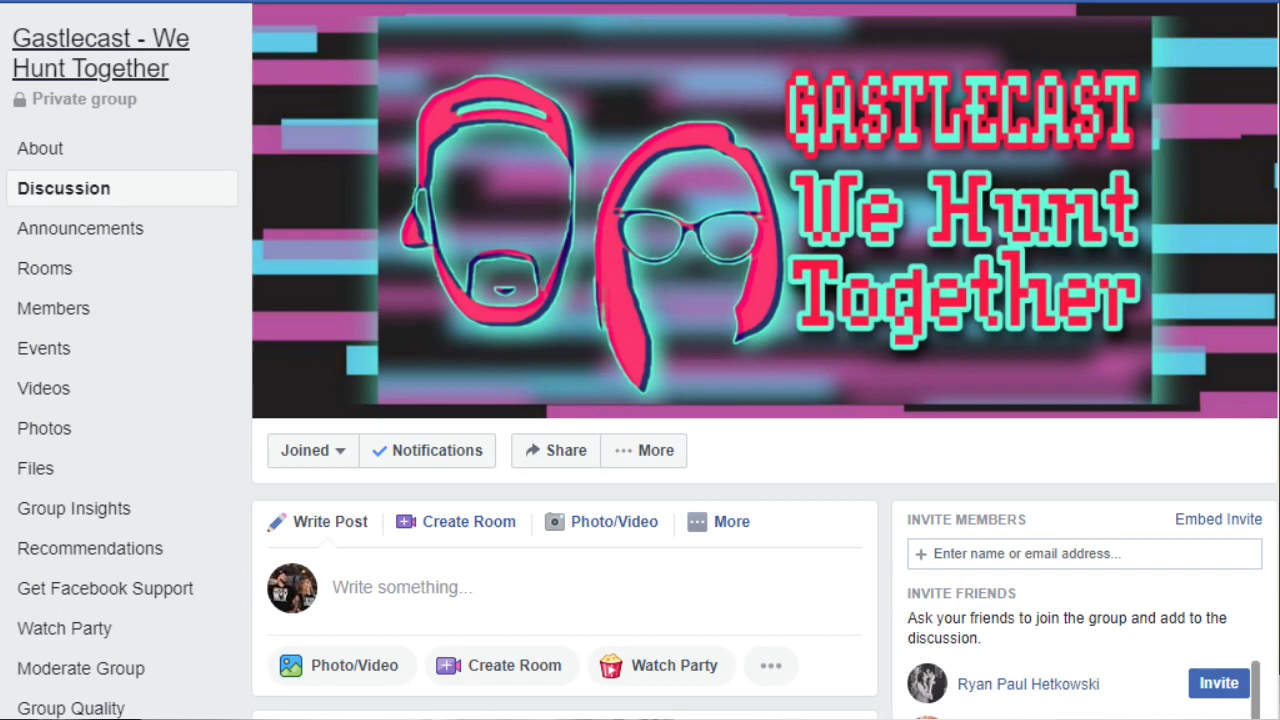 Gastlecast - We
Hunt Together
Private group
About
Discussion
Announcements
Rooms
Members
Events
Videos
Photos
Files
Group Insights
Recommendations
Get Facebook Support
Watch Party
Moderate Group
Group Quality
GASTLECAST
We Hunt
Together
Joined
Notifications
Share
More
Write Post
Create Room
Photo/Video
More
Write something...
Photo/Video
Create Room
Watch Party
INVITE MEMBERS
Embed Invite
+ Enter name or email address...
INVITE FRIENDS
Ask your friends to join the group and add to the
discussion.
Ryan Paul Hetkowski
Invite